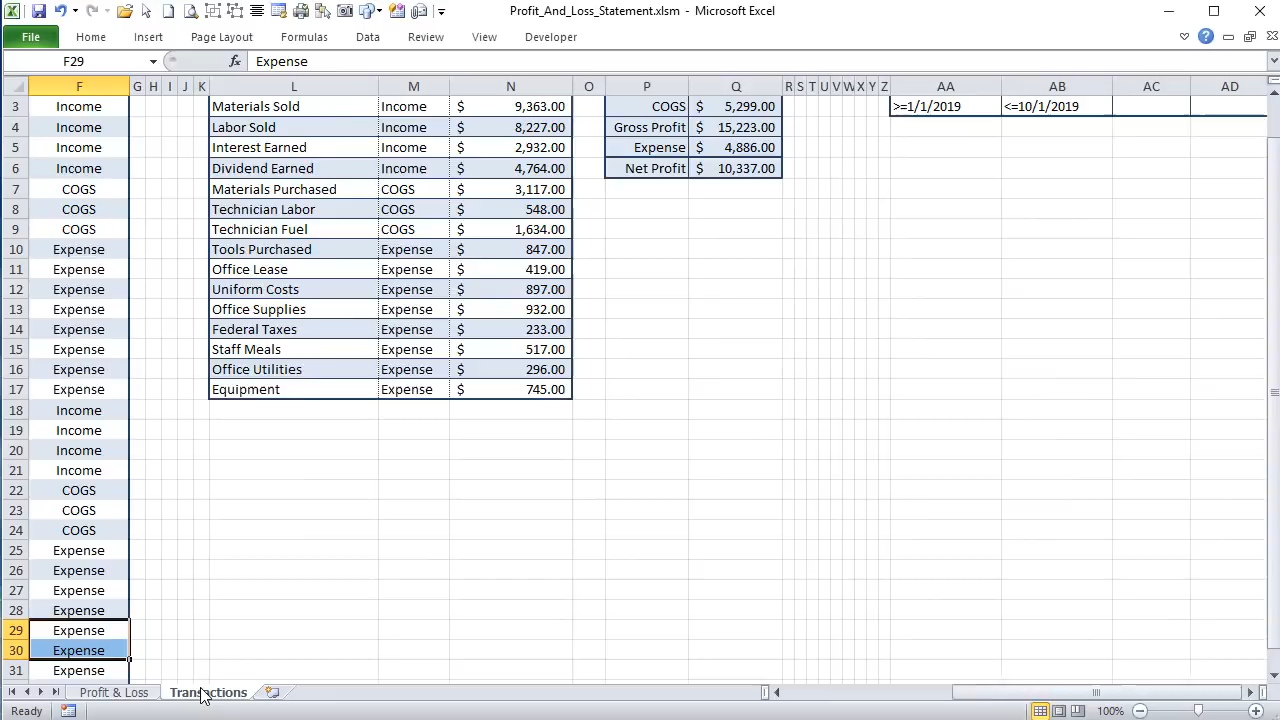 Profit_And_Loss_Statement.xlsm - Microsoft Excel
File Home Insert Page Layout Formulas Data Review View Developer
F29 fx Expense
F G H I J K L M N O P Q R S T U V W X Y Z AA AB AC AD
3 Income Materials Sold Income $ 9,363.00 COGS $ 5,299.00 >=1/1/2019 <=10/1/2019
4 Income Labor Sold Income $ 8,227.00 Gross Profit $ 15,223.00
5 Income Interest Earned Income $ 2,932.00 Expense $ 4,886.00
6 Income Dividend Earned Income $ 4,764.00 Net Profit $ 10,337.00
7 COGS Materials Purchased COGS $ 3,117.00
8 COGS Technician Labor COGS $ 548.00
9 COGS Technician Fuel COGS $ 1,634.00
10 Expense Tools Purchased Expense $ 847.00
11 Expense Office Lease Expense $ 419.00
12 Expense Uniform Costs Expense $ 897.00
13 Expense Office Supplies Expense $ 932.00
14 Expense Federal Taxes Expense $ 233.00
15 Expense Staff Meals Expense $ 517.00
16 Expense Office Utilities Expense $ 296.00
17 Expense Equipment Expense $ 745.00
18 Income
19 Income
20 Income
21 Income
22 COGS
23 COGS
24 COGS
25 Expense
26 Expense
27 Expense
28 Expense
29 Expense
30 Expense
31 Expense
Profit & Loss Transactions
Ready 100%